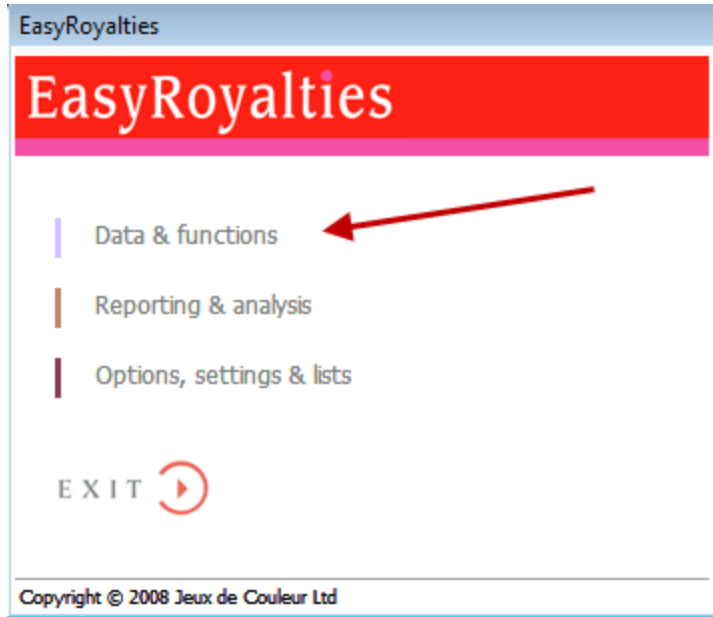 EasyRoyalties
EasyRoyalties
Data & functions
Reporting & analysis
Options, settings & lists
EXIT
Copyright © 2008 Jeux de Couleur Ltd